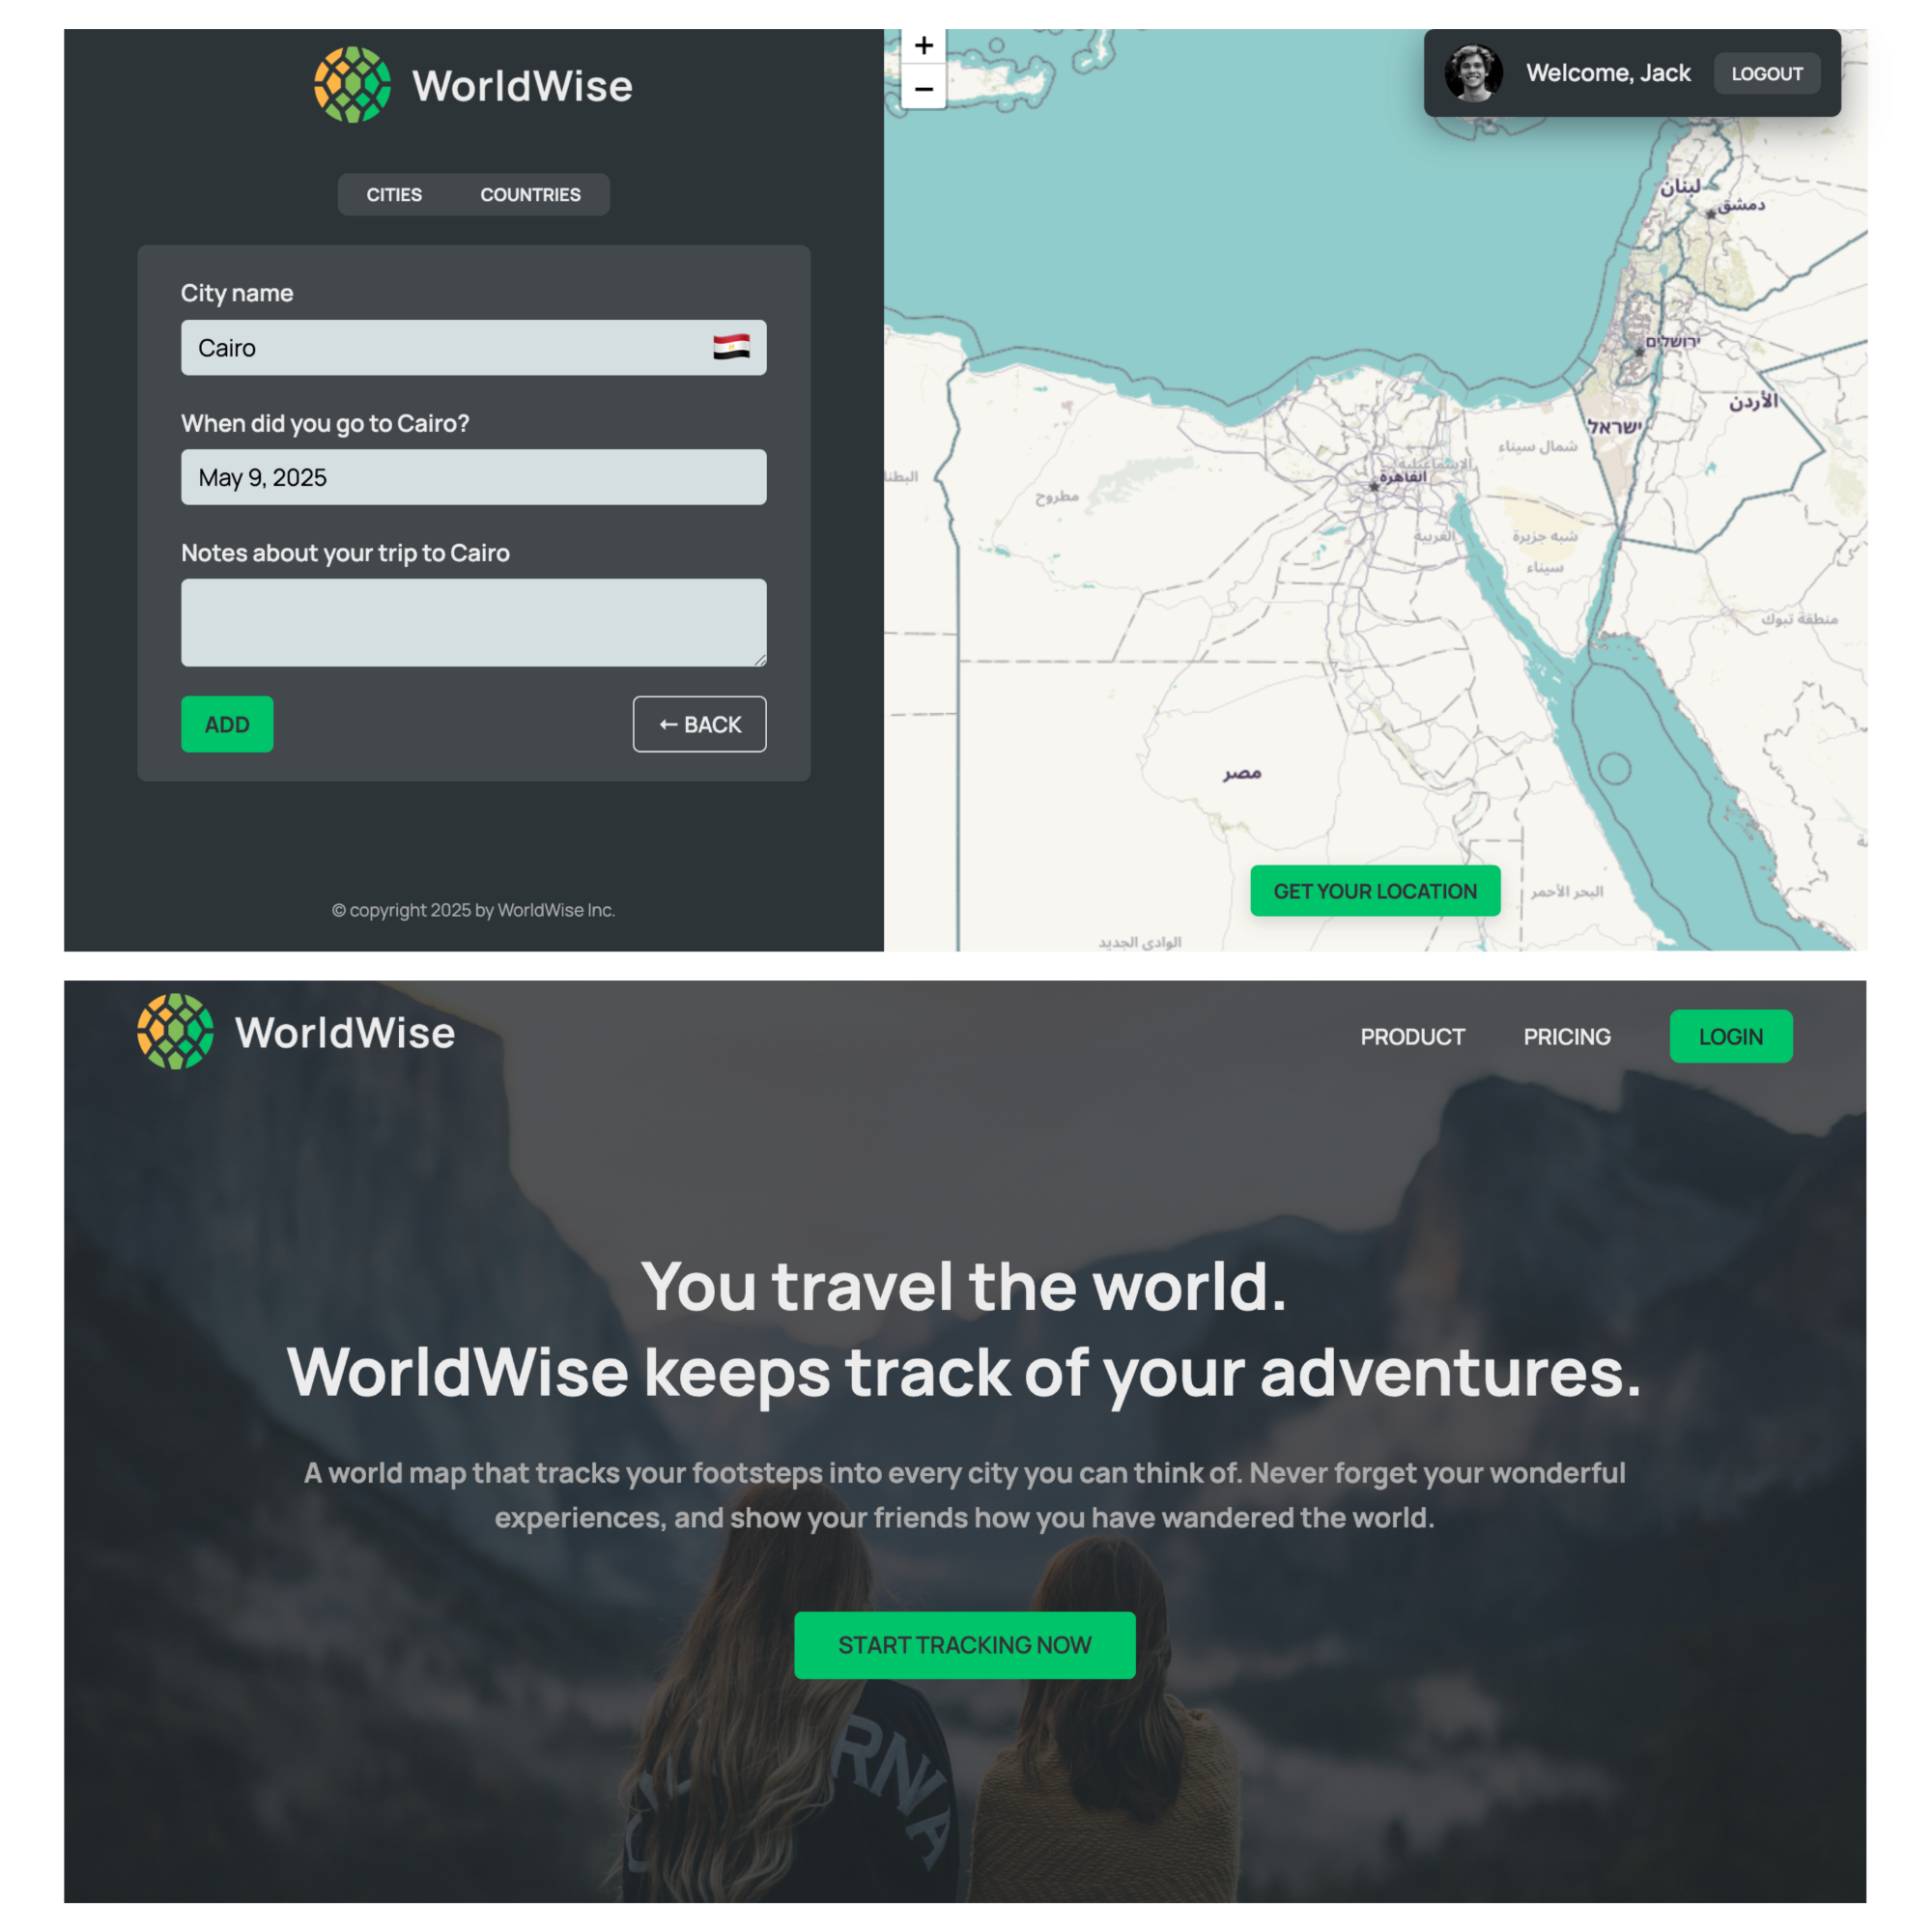 WorldWise
CITIES
COUNTRIES
City name
Cairo
When did you go to Cairo?
May 9, 2025
Notes about your trip to Cairo
ADD
← BACK
© copyright 2025 by WorldWise Inc.
+
−
Welcome, Jack
LOGOUT
لبنان
دمشق
ירושלים
الأردن
ישראל
شمال سيناء
الإسماعيلية
القاهرة
مطروح
الغربية
شبه جزيرة
سيناء
منطقة تبوك
مصر
GET YOUR LOCATION
البحر الأحمر
الوادي الجديد
WorldWise
PRODUCT
PRICING
LOGIN
You travel the world.
WorldWise keeps track of your adventures.
A world map that tracks your footsteps into every city you can think of. Never forget your wonderful
experiences, and show your friends how you have wandered the world.
START TRACKING NOW
RNIA